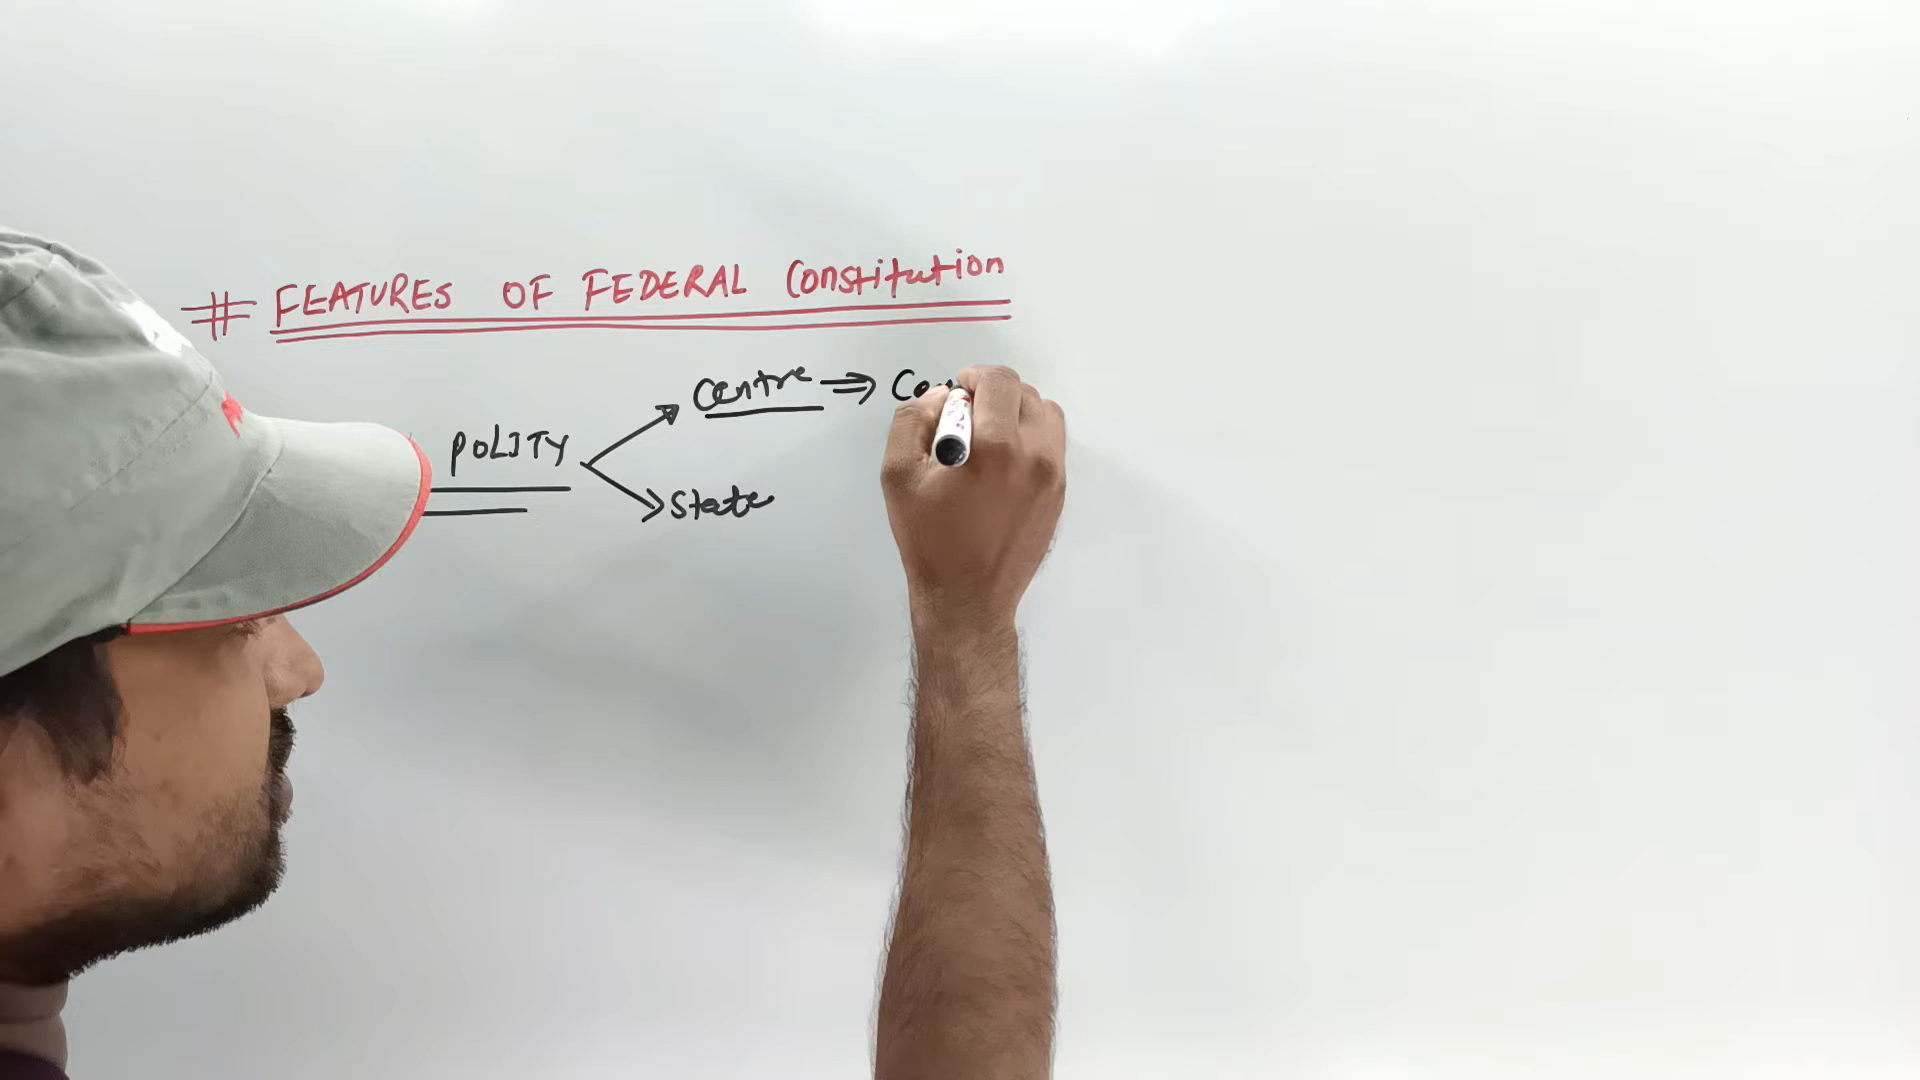 # FEATURES OF FEDERAL Constitution
Centre ⇒
POLITY
State